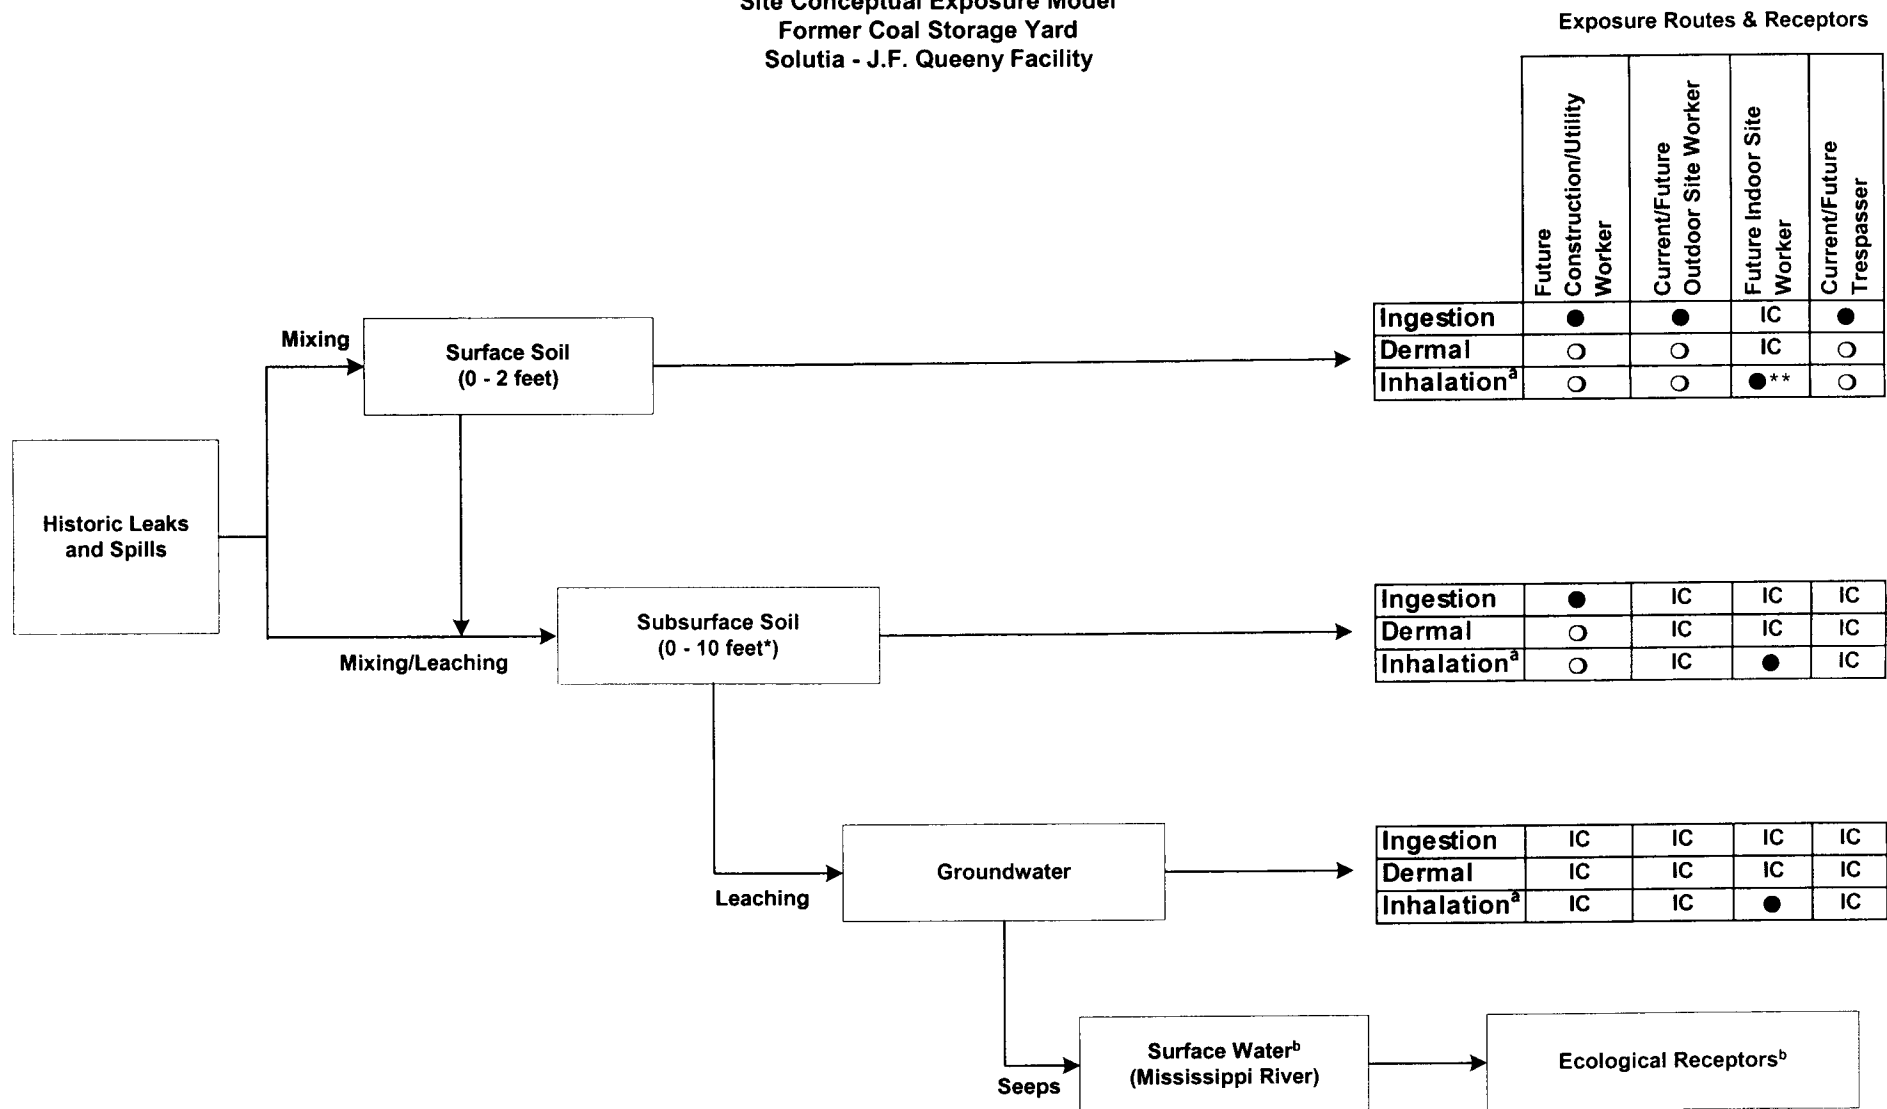 Site Conceptual Exposure Model
Former Coal Storage Yard
Solutia - J.F. Queeny Facility
Exposure Routes & Receptors
Future
Construction/Utility
Worker
Current/Future
Outdoor Site Worker
Future Indoor Site
Worker
Current/Future
Trespasser
Ingestion ● ● IC ●
Dermal ○ ○ IC ○
Inhalationᵃ ○ ○ ●** ○
Mixing
Surface Soil
(0 - 2 feet)
Historic Leaks
and Spills
Ingestion ● IC IC IC
Dermal ○ IC IC IC
Inhalationᵃ ○ IC ● IC
Subsurface Soil
(0 - 10 feet*)
Mixing/Leaching
Ingestion IC IC IC IC
Dermal IC IC IC IC
Inhalationᵃ IC IC ● IC
Groundwater
Leaching
Surface Waterᵇ
(Mississippi River)
Ecological Receptorsᵇ
Seeps